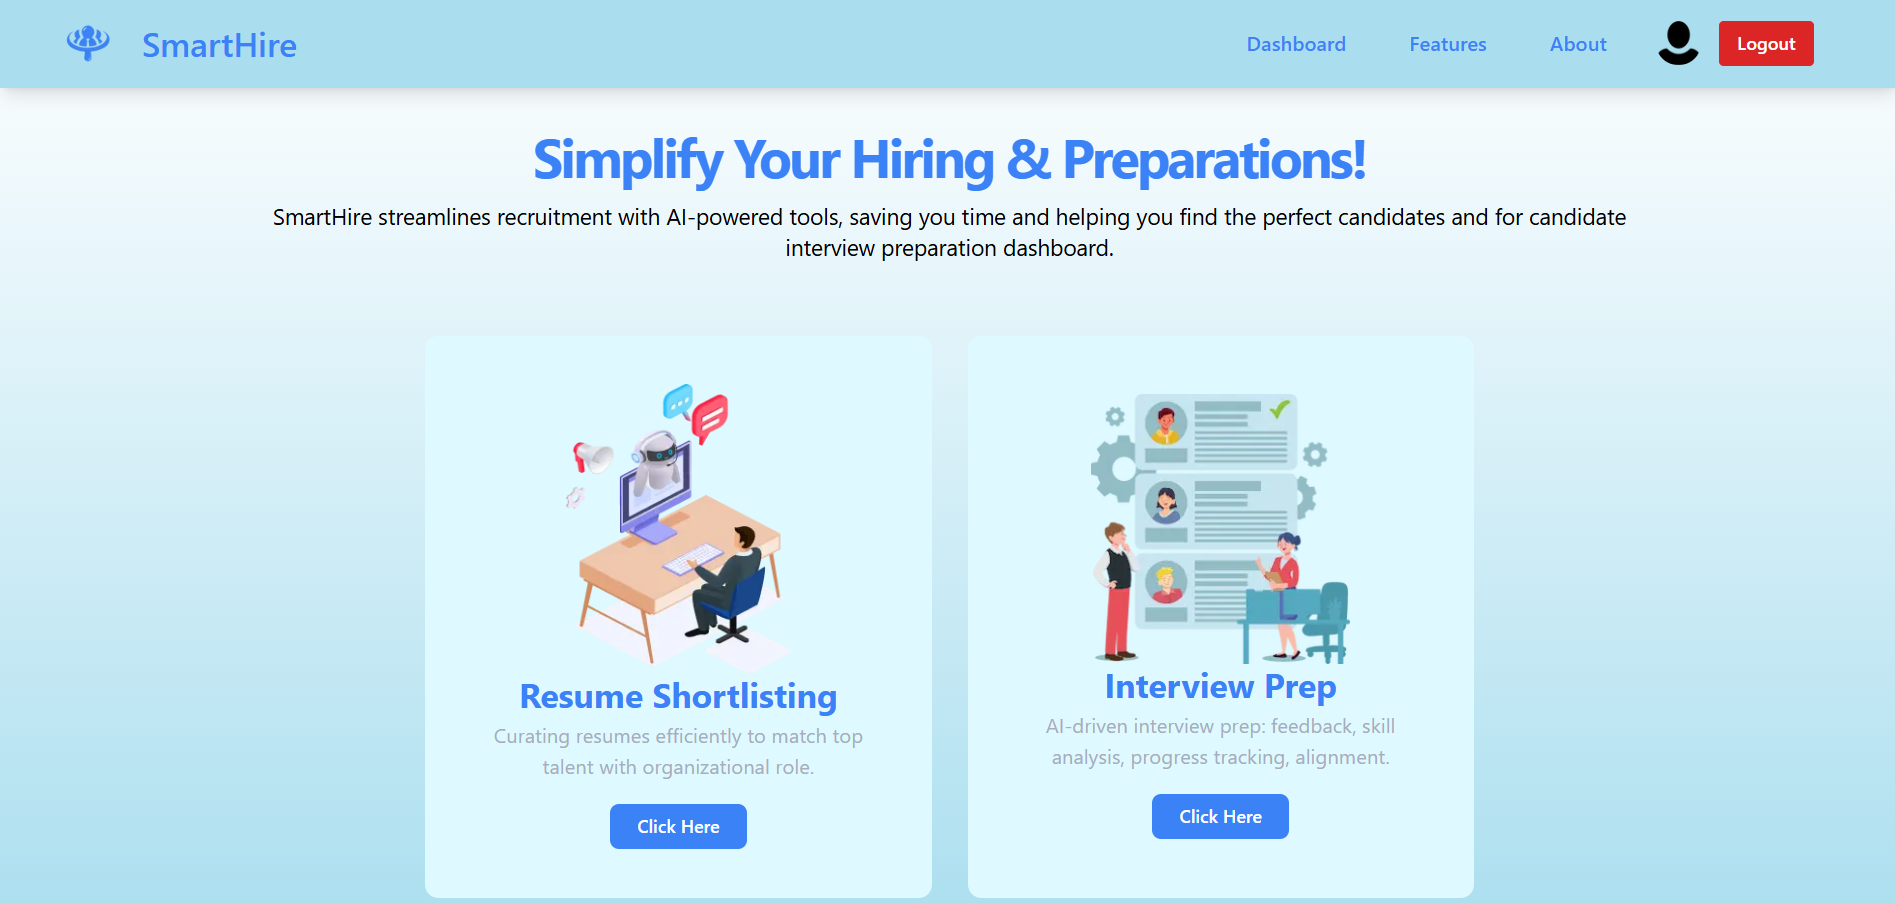 SmartHire
Dashboard
Features
About
Logout
Simplify Your Hiring & Preparations!
SmartHire streamlines recruitment with AI-powered tools, saving you time and helping you find the perfect candidates and for candidate
interview preparation dashboard.
Resume Shortlisting
Curating resumes efficiently to match top
talent with organizational role.
Click Here
Interview Prep
AI-driven interview prep: feedback, skill
analysis, progress tracking, alignment.
Click Here